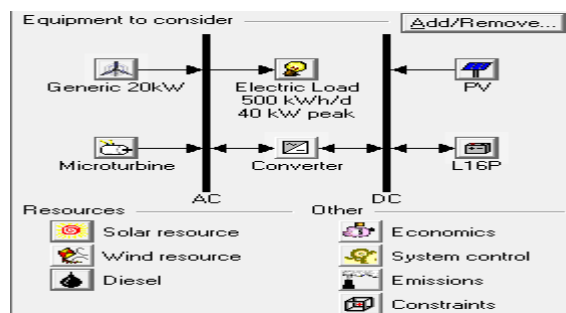 Equipment to consider
Add/Remove...
Generic 20kW
Electric Load
500 kWh/d
40 kW peak
PV
Microturbine
Converter
L16P
AC
DC
Resources
Other
Solar resource
Economics
Wind resource
System control
Diesel
Emissions
Constraints